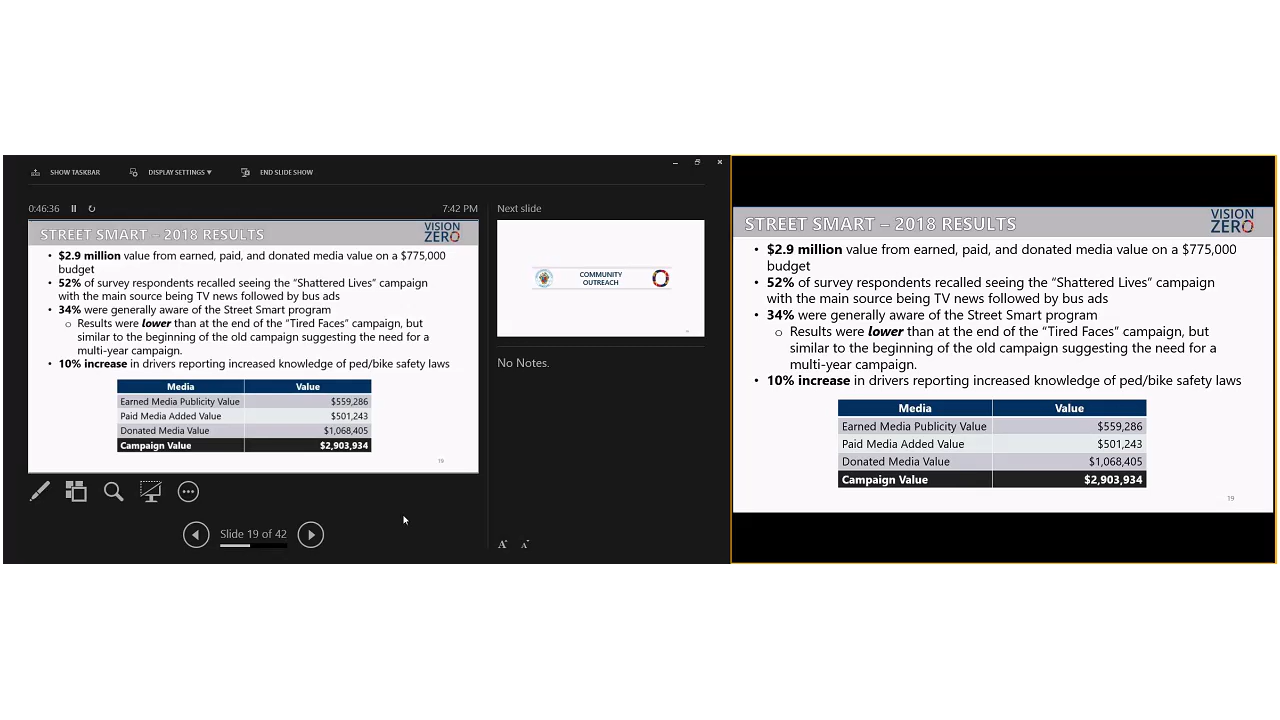 SHOW TASKBAR DISPLAY SETTINGS ▼ END SLIDE SHOW
0:46:36 7:42 PM
STREET SMART – 2018 RESULTS
VISION ZERO
• $2.9 million value from earned, paid, and donated media value on a $775,000
budget
• 52% of survey respondents recalled seeing the “Shattered Lives” campaign
with the main source being TV news followed by bus ads
• 34% were generally aware of the Street Smart program
o Results were lower than at the end of the “Tired Faces” campaign, but
similar to the beginning of the old campaign suggesting the need for a
multi-year campaign.
• 10% increase in drivers reporting increased knowledge of ped/bike safety laws
Media Value
Earned Media Publicity Value $559,286
Paid Media Added Value $501,243
Donated Media Value $1,068,405
Campaign Value $2,903,934
19
Slide 19 of 42
Next slide
COMMUNITY
OUTREACH
No Notes.
A A
STREET SMART – 2018 RESULTS
VISION ZERO
• $2.9 million value from earned, paid, and donated media value on a $775,000
budget
• 52% of survey respondents recalled seeing the “Shattered Lives” campaign
with the main source being TV news followed by bus ads
• 34% were generally aware of the Street Smart program
o Results were lower than at the end of the “Tired Faces” campaign, but
similar to the beginning of the old campaign suggesting the need for a
multi-year campaign.
• 10% increase in drivers reporting increased knowledge of ped/bike safety laws
Media Value
Earned Media Publicity Value $559,286
Paid Media Added Value $501,243
Donated Media Value $1,068,405
Campaign Value $2,903,934
19